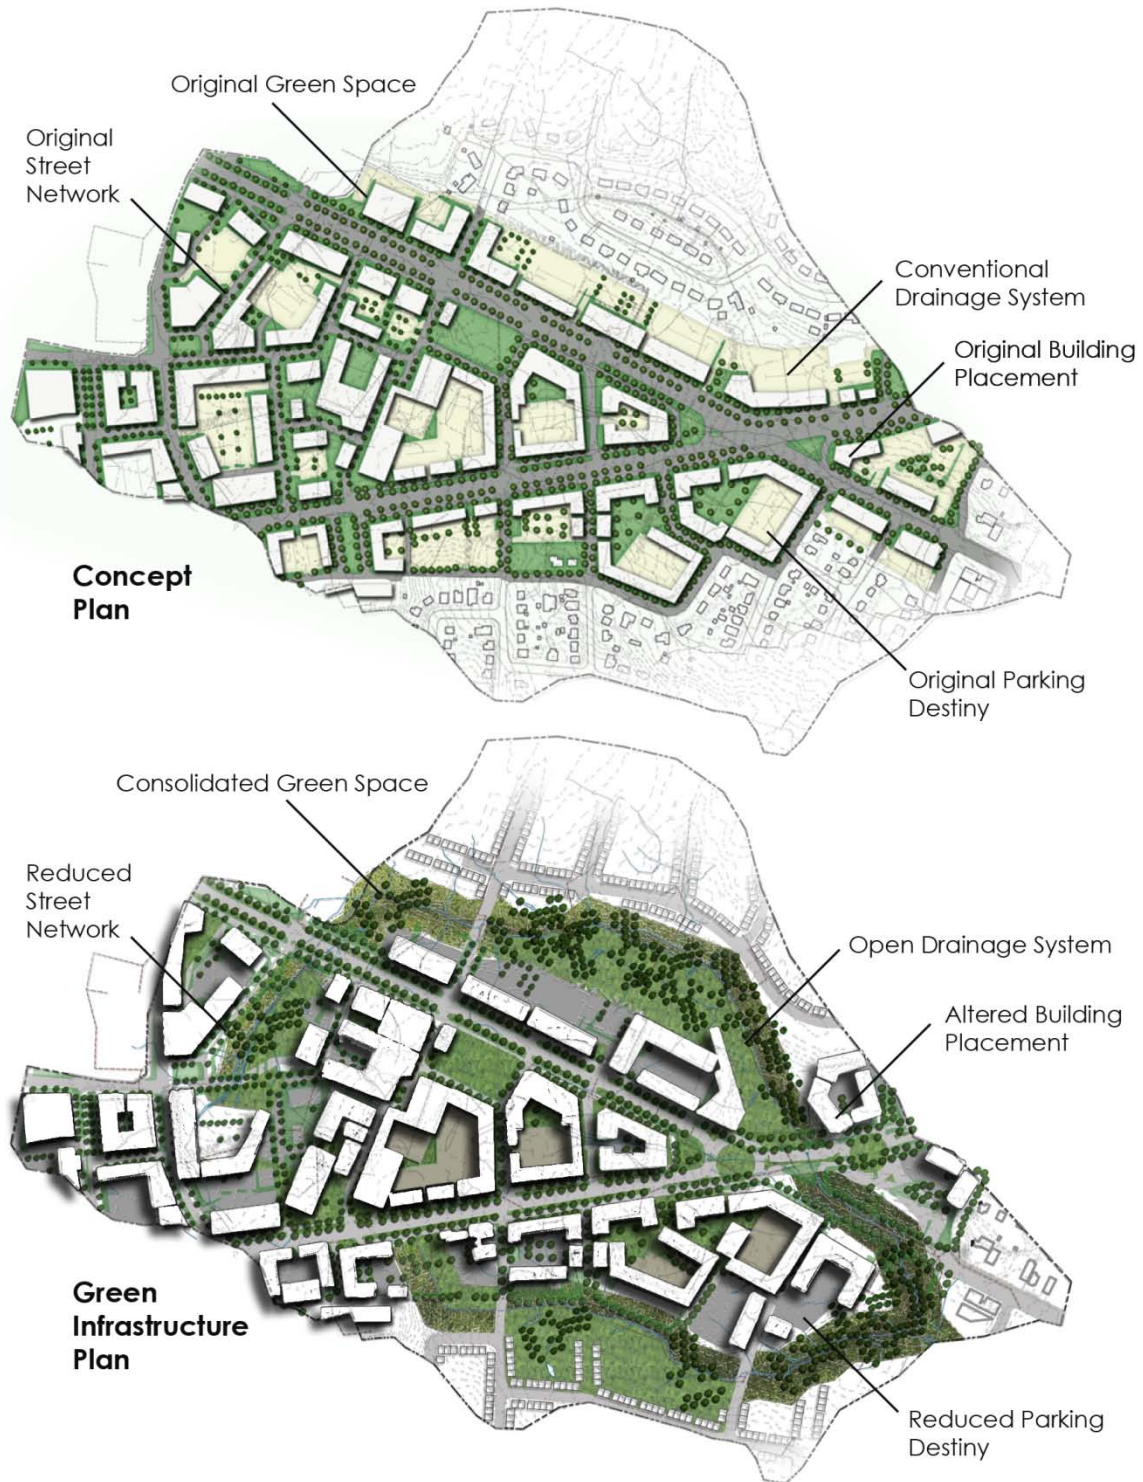 Original Green Space
Original
Street
Network
Conventional
Drainage System
Original Building
Placement
Concept
Plan
Original Parking
Destiny
Consolidated Green Space
Reduced
Street
Network
Open Drainage System
Altered Building
Placement
Green
Infrastructure
Plan
Reduced Parking
Destiny